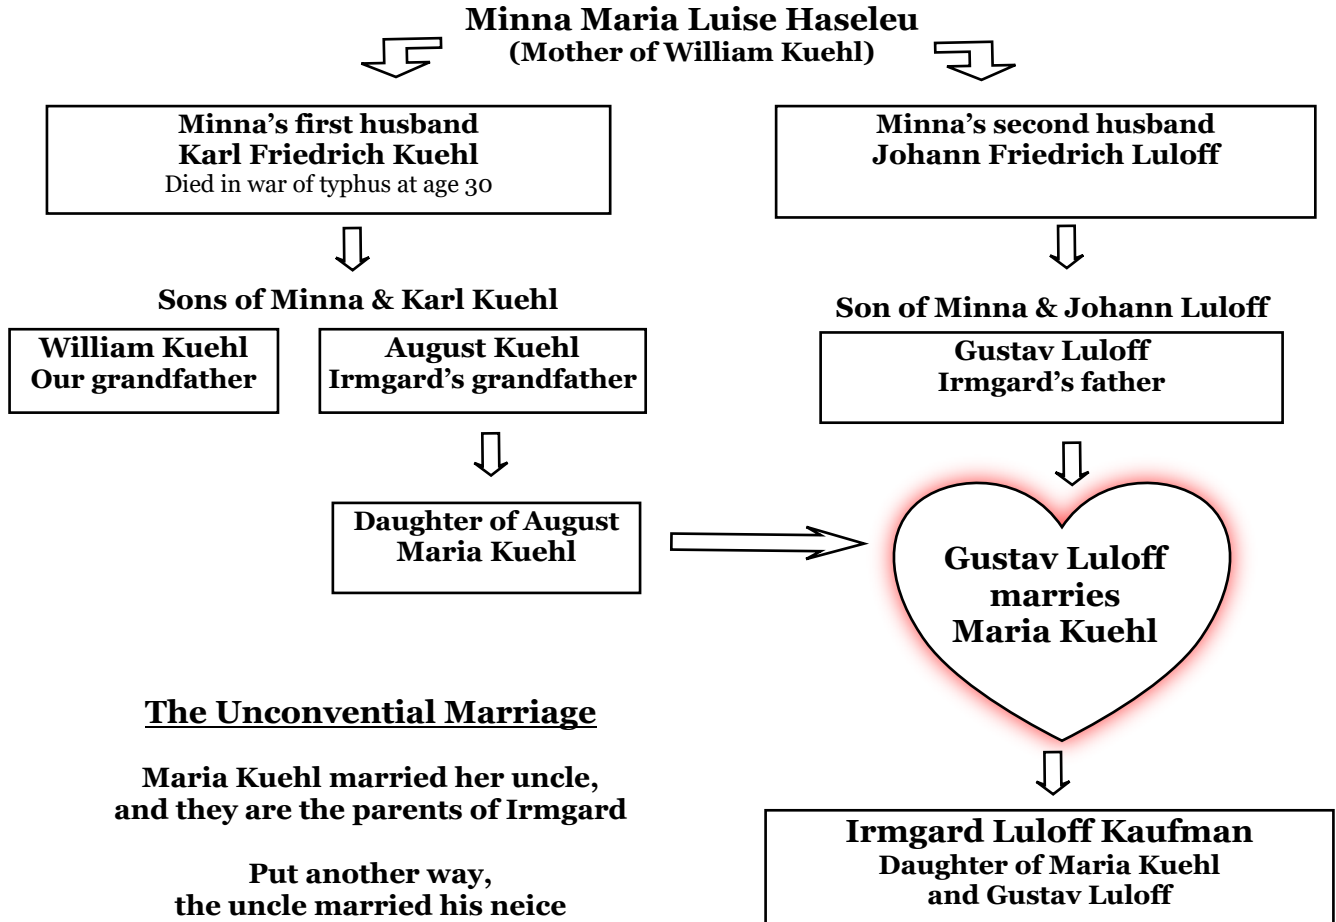 Minna Maria Luise Haseleu
(Mother of William Kuehl)
Minna’s first husband
Karl Friedrich Kuehl
Died in war of typhus at age 30
Minna’s second husband
Johann Friedrich Luloff
Sons of Minna & Karl Kuehl
Son of Minna & Johann Luloff
William Kuehl
Our grandfather
August Kuehl
Irmgard’s grandfather
Gustav Luloff
Irmgard’s father
Daughter of August
Maria Kuehl
Gustav Luloff
marries
Maria Kuehl
The Unconvential Marriage
Maria Kuehl married her uncle,
and they are the parents of Irmgard
Put another way,
the uncle married his neice
Irmgard Luloff Kaufman
Daughter of Maria Kuehl
and Gustav Luloff